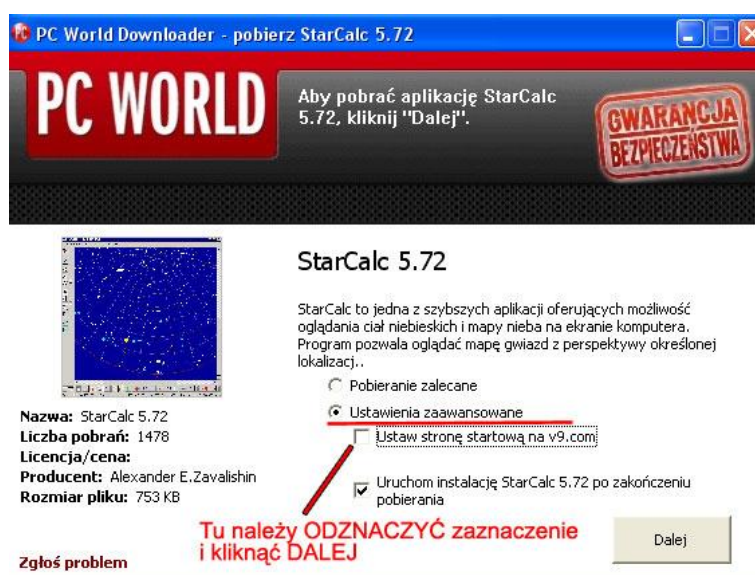 PC World Downloader - pobierz StarCalc 5.72
PC WORLD
Aby pobrać aplikację StarCalc
5.72, kliknij "Dalej".
GWARANCJA
BEZPIECZEŃSTWA
StarCalc 5.72
StarCalc to jedna z szybszych aplikacji oferujących możliwość
oglądania ciał niebieskich i mapy nieba na ekranie komputera.
Program pozwala oglądać mapę gwiazd z perspektywy określonej
lokalizacj..
Pobieranie zalecane
Ustawienia zaawansowane
Ustaw stronę startową na v9.com
Uruchom instalację StarCalc 5.72 po zakończeniu
pobierania
Nazwa: StarCalc 5.72
Liczba pobrań: 1478
Licencja/cena:
Producent: Alexander E.Zavalishin
Rozmiar pliku: 753 KB
Tu należy ODZNACZYĆ zaznaczenie
i kliknąć DALEJ
Dalej
Zgłoś problem